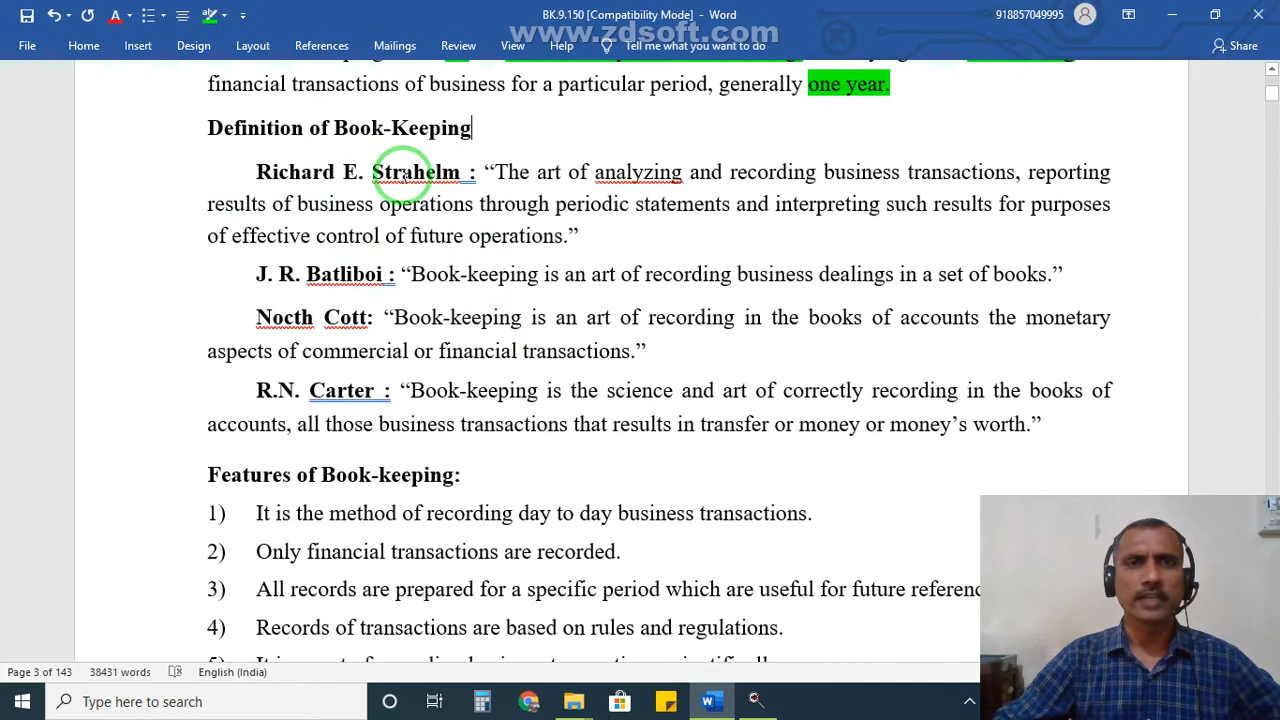 BK.9.150 [Compatibility Mode] - Word
918857049995
www.zdsoft.com
File Home Insert Design Layout References Mailings Review View Help Tell me what you want to do Share
financial transactions of business for a particular period, generally one year.
Definition of Book-Keeping
Richard E. Strahelm : “The art of analyzing and recording business transactions, reporting
results of business operations through periodic statements and interpreting such results for purposes
of effective control of future operations.”
J. R. Batliboi : “Book-keeping is an art of recording business dealings in a set of books.”
Nocth Cott: “Book-keeping is an art of recording in the books of accounts the monetary
aspects of commercial or financial transactions.”
R.N. Carter : “Book-keeping is the science and art of correctly recording in the books of
accounts, all those business transactions that results in transfer or money or money’s worth.”
Features of Book-keeping:
1) It is the method of recording day to day business transactions.
2) Only financial transactions are recorded.
3) All records are prepared for a specific period which are useful for future
4) Records of transactions are based on rules and regulations.
Page 3 of 143 38431 words English (India)
Type here to search